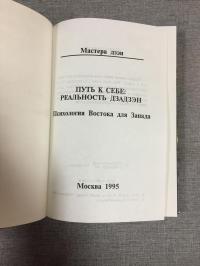 Мастера дзэн
ПУТЬ К СЕБЕ:
РЕАЛЬНОСТЬ ДЗАДЗЭН
Психология Востока для Запада
Москва 1995